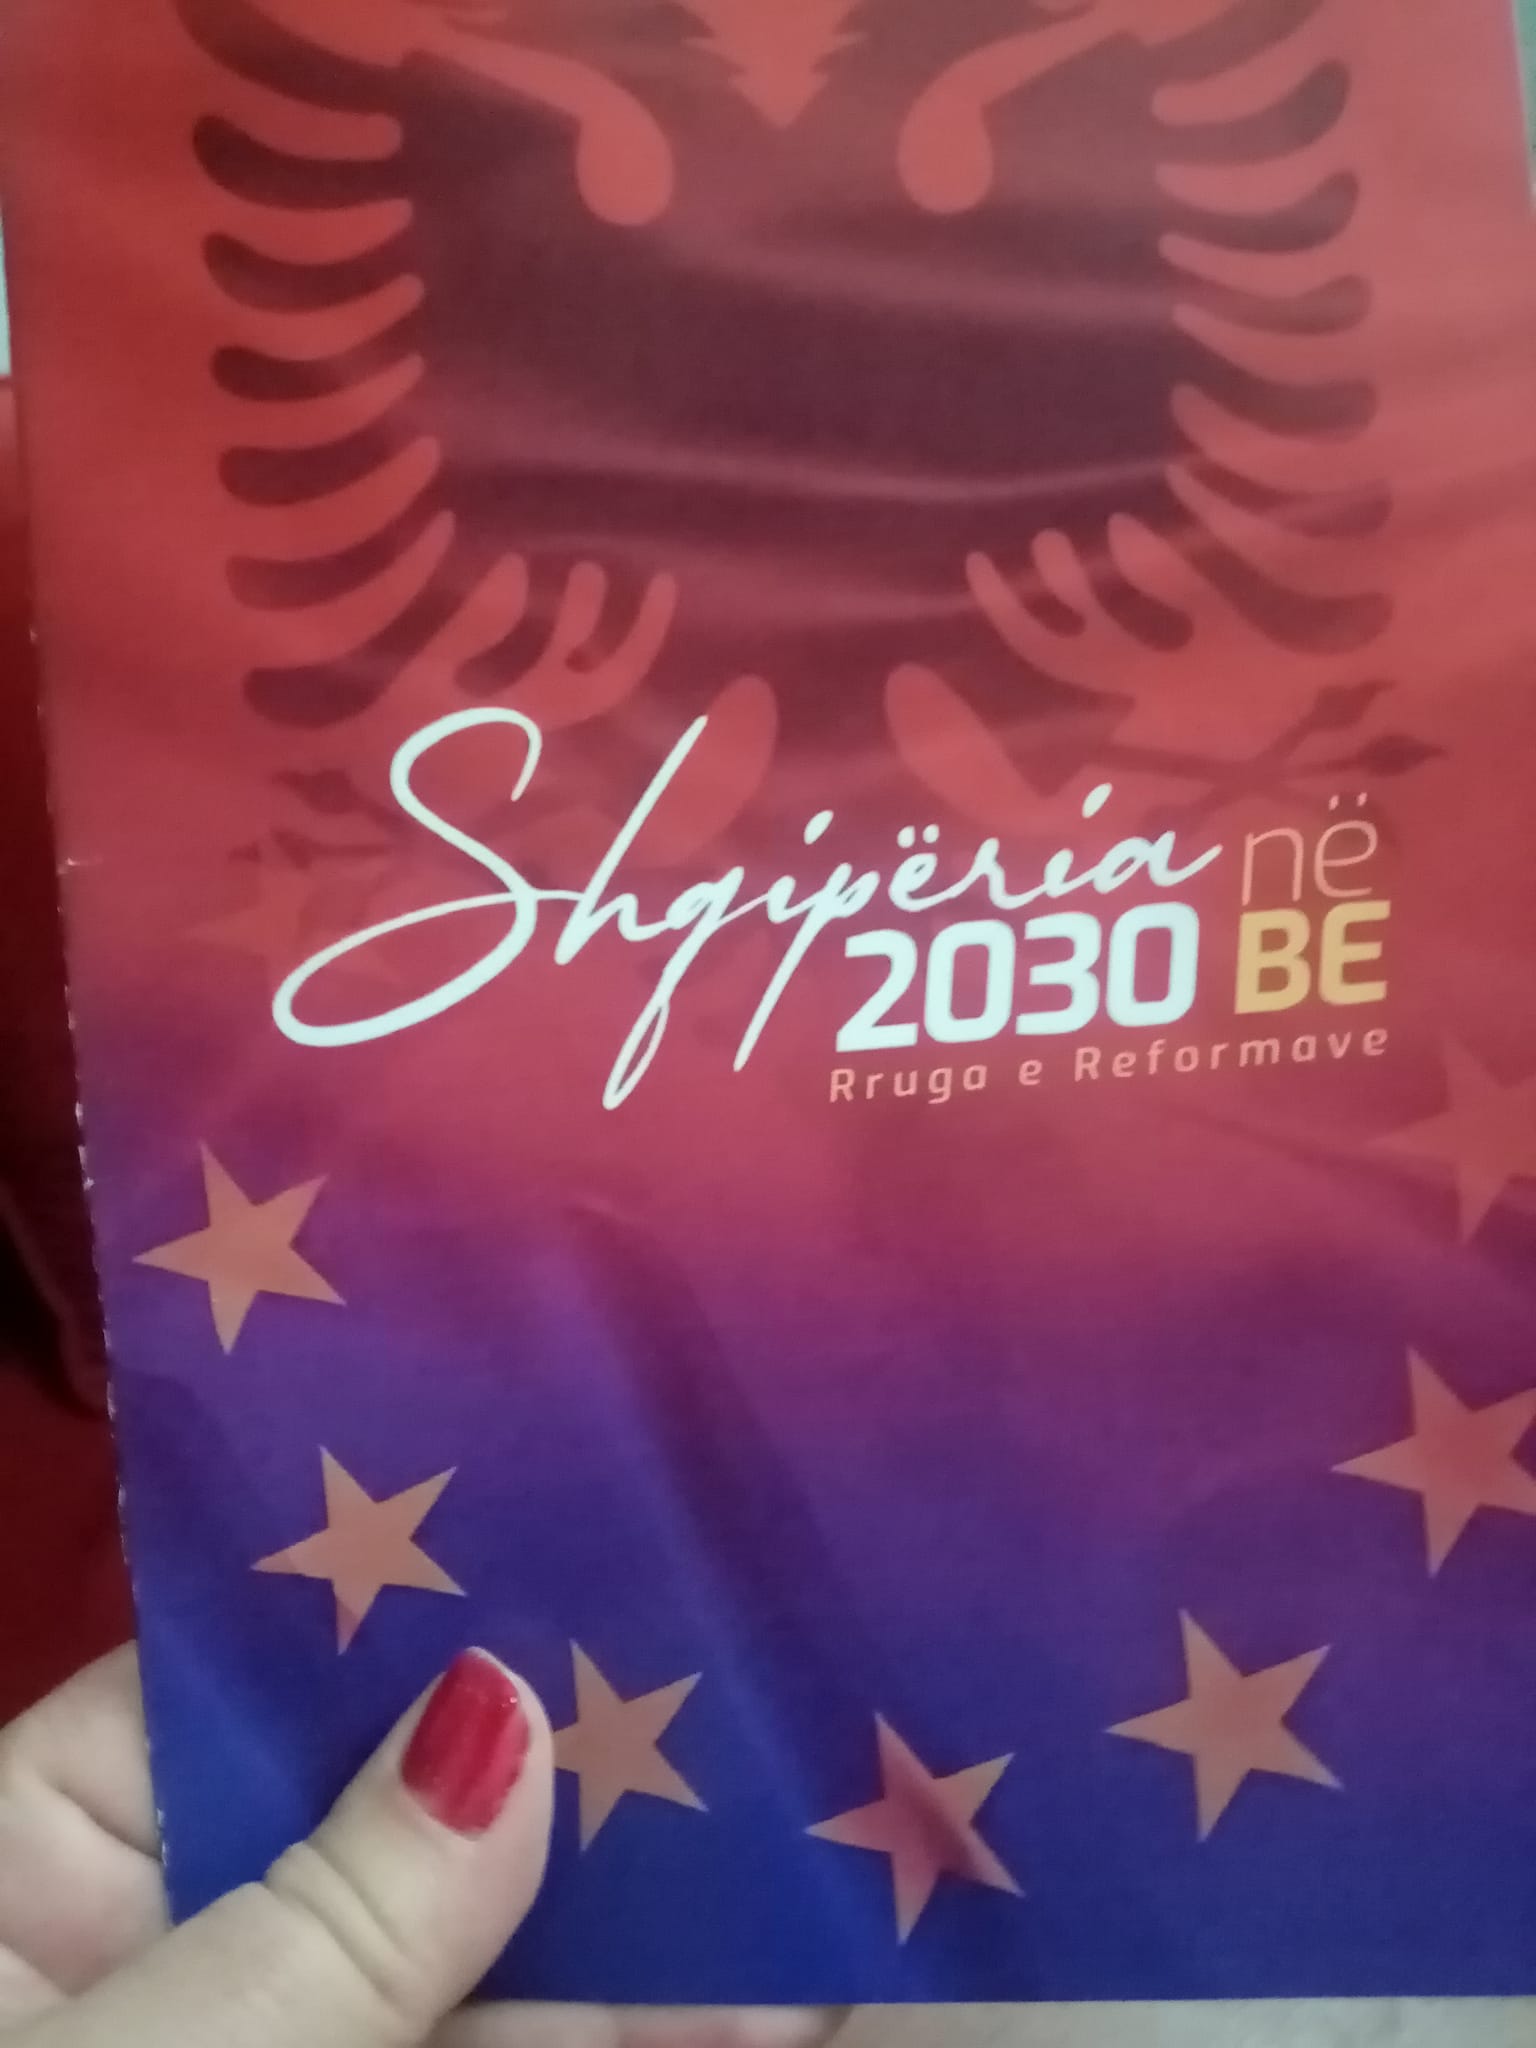 Shqipëria në
2030 BE
Rruga e Reformave